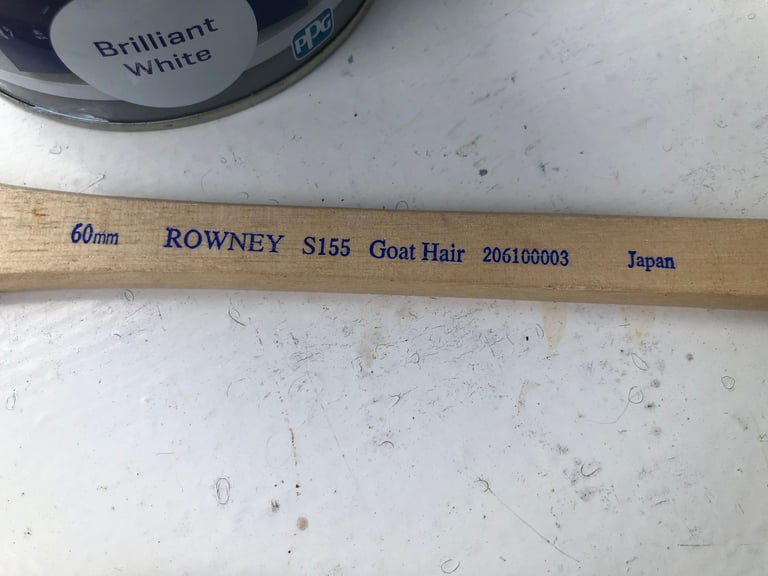 Brilliant
White
PPG
60mm ROWNEY S155 Goat Hair 206100003 Japan